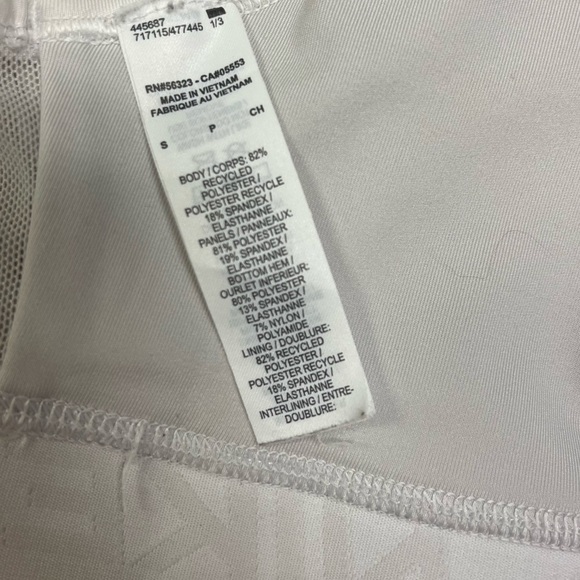 445687
717115/477445 1/3
RN#56323 - CA#05553
MADE IN VIETNAM
FABRIQUE AU VIETNAM
S P CH
BODY / CORPS: 82%
RECYCLED
POLYESTER /
POLYESTER RECYCLE
18% SPANDEX /
ELASTHANNE
PANELS / PANNEAUX:
81% POLYESTER
19% SPANDEX /
ELASTHANNE
BOTTOM HEM /
OURLET INFERIEUR:
80% POLYESTER
13% SPANDEX /
ELASTHANNE
7% NYLON /
POLYAMIDE
LINING / DOUBLURE:
82% RECYCLED
POLYESTER /
POLYESTER RECYCLE
18% SPANDEX /
ELASTHANNE
INTERLINING / ENTRE-
DOUBLURE: